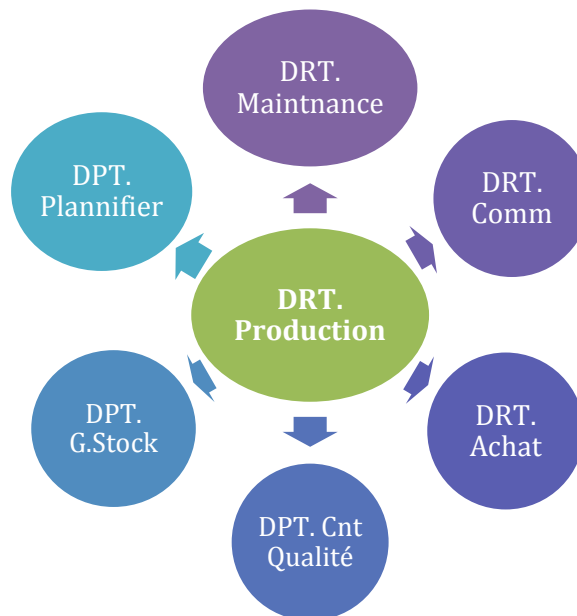 DRT.
Maintnance
DPT.
Plannifier
DRT.
Comm
DRT.
Production
DPT.
G.Stock
DRT.
Achat
DPT. Cnt
Qualité